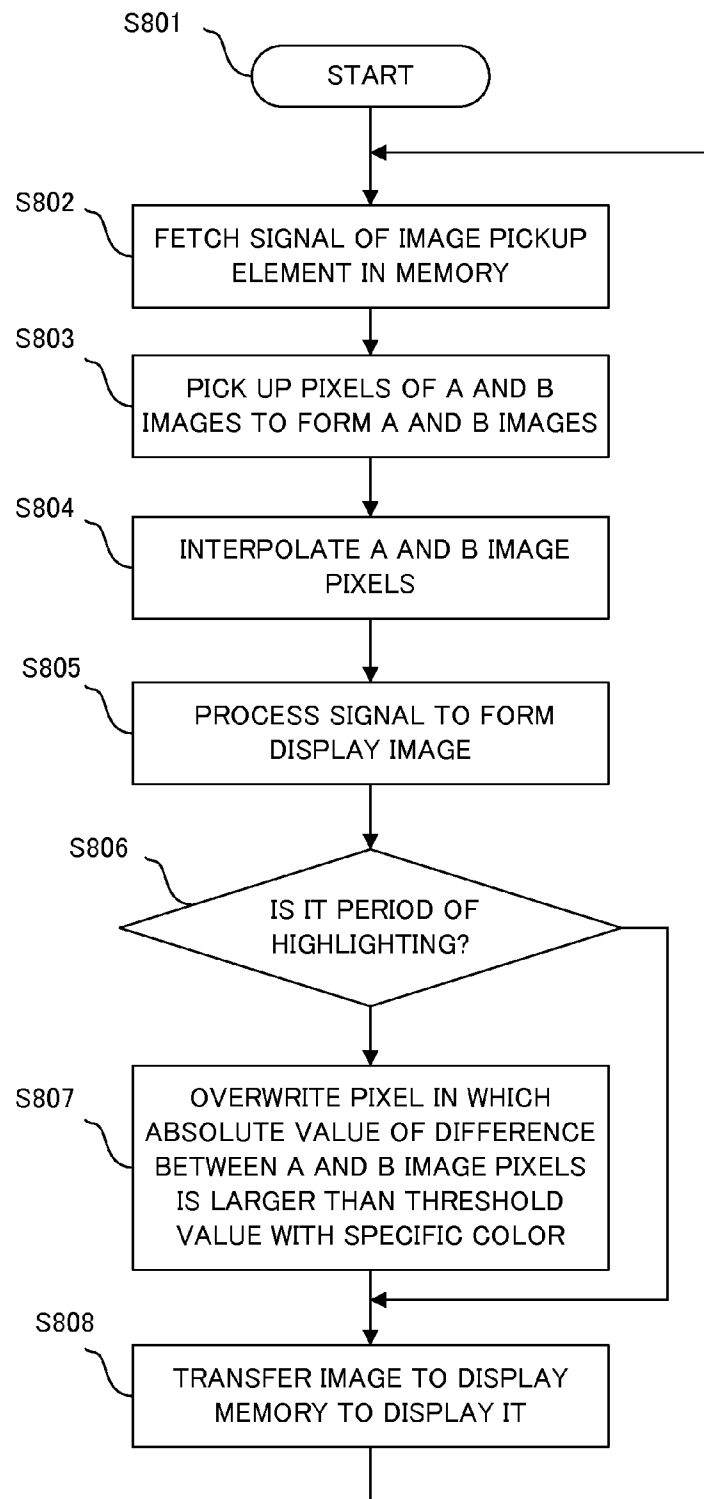 S801
START
S802
FETCH SIGNAL OF IMAGE PICKUP
ELEMENT IN MEMORY
S803
PICK UP PIXELS OF A AND B
IMAGES TO FORM A AND B IMAGES
S804
INTERPOLATE A AND B IMAGE
PIXELS
S805
PROCESS SIGNAL TO FORM
DISPLAY IMAGE
S806
IS IT PERIOD OF
HIGHLIGHTING?
S807
OVERWRITE PIXEL IN WHICH
ABSOLUTE VALUE OF DIFFERENCE
BETWEEN A AND B IMAGE PIXELS
IS LARGER THAN THRESHOLD
VALUE WITH SPECIFIC COLOR
S808
TRANSFER IMAGE TO DISPLAY
MEMORY TO DISPLAY IT